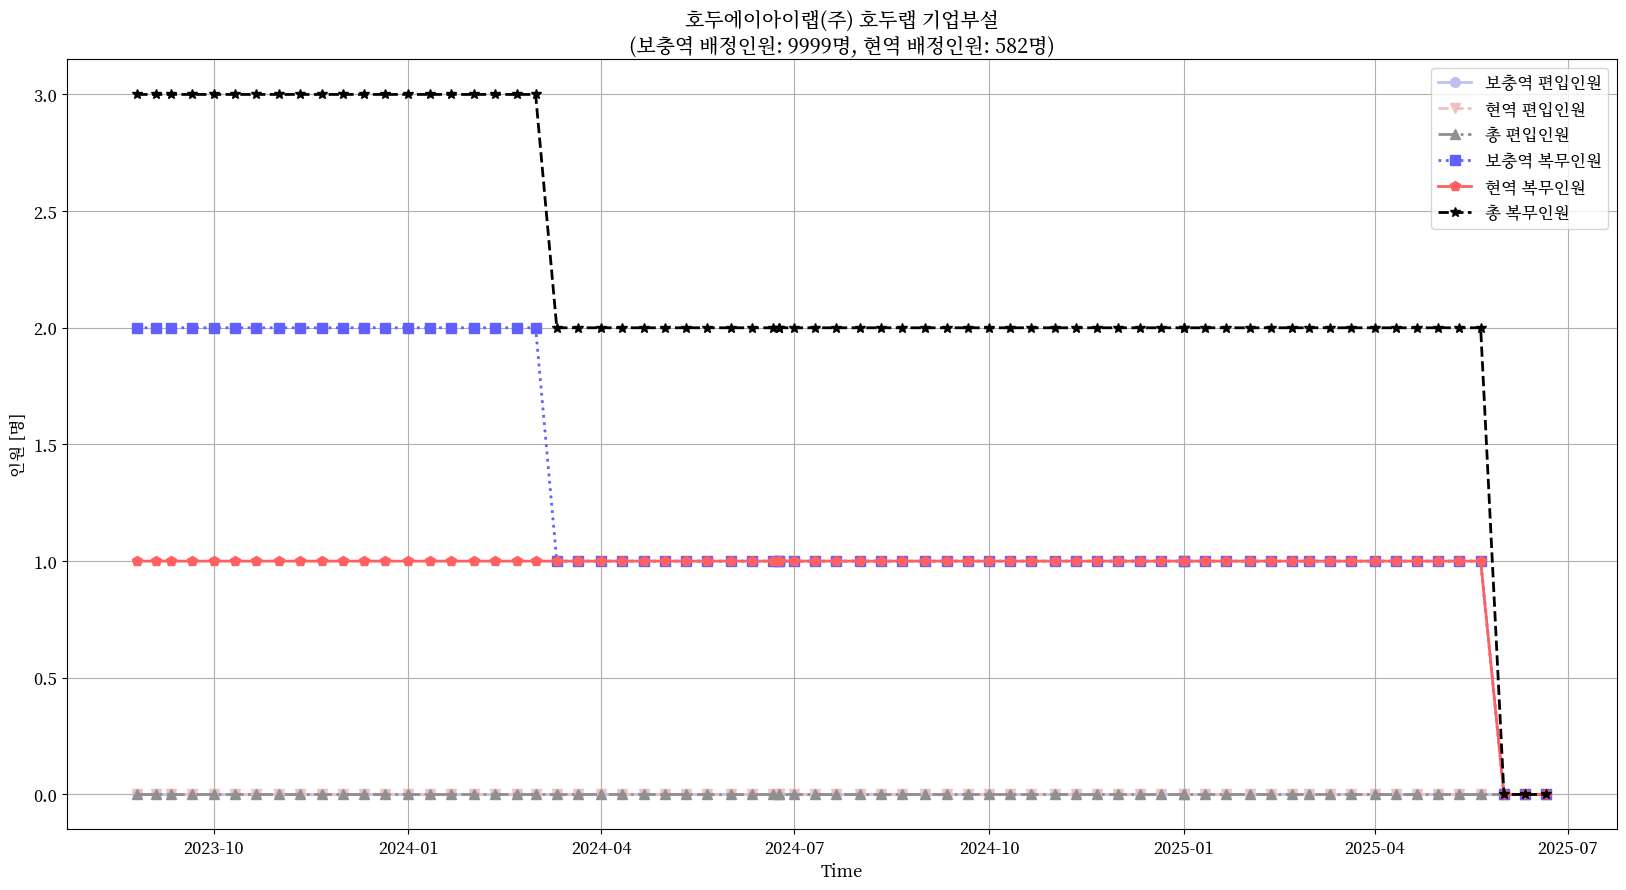 호두에이아이랩(주) 호두랩 기업부설
(보충역 배정인원: 9999명, 현역 배정인원: 582명)
보충역 편입인원
현역 편입인원
총 편입인원
보충역 복무인원
현역 복무인원
총 복무인원
인원 [명]
3.0
2.5
2.0
1.5
1.0
0.5
0.0
2023-10
2024-01
2024-04
2024-07
2024-10
2025-01
2025-04
2025-07
Time